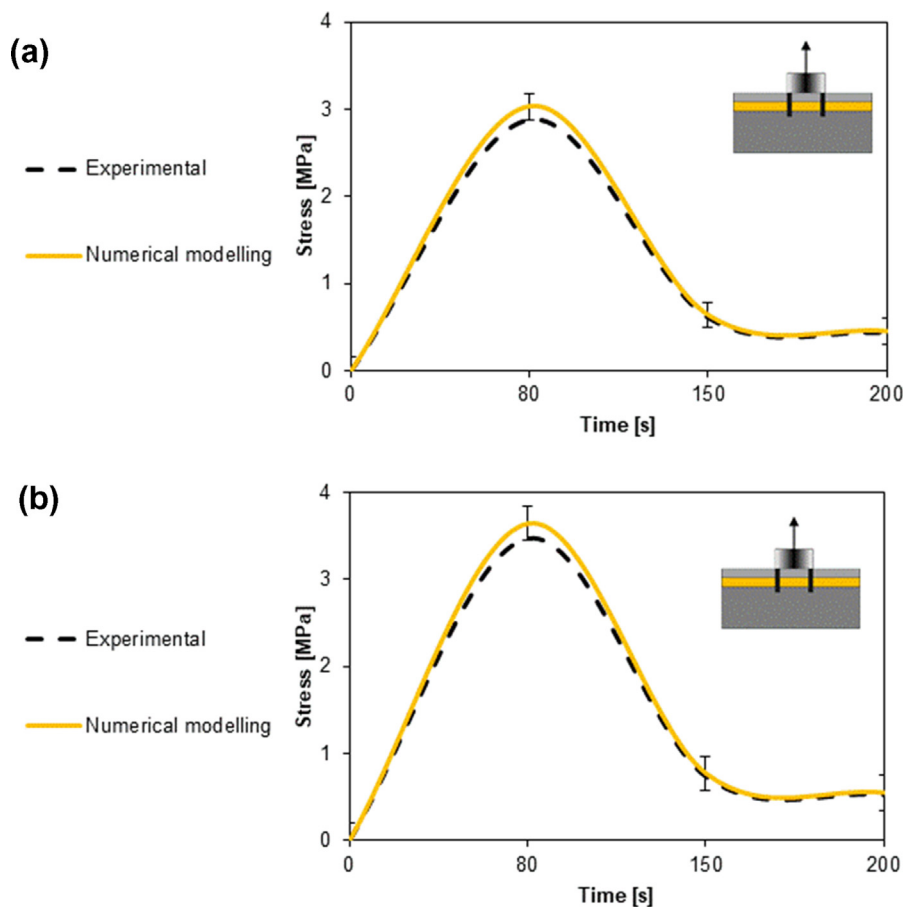 (a)
Experimental
Numerical modelling
Stress [MPa]
4
3
2
1
0
0 80 150 200
Time [s]
(b)
Experimental
Numerical modelling
Stress [MPa]
4
3
2
1
0
0 80 150 200
Time [s]